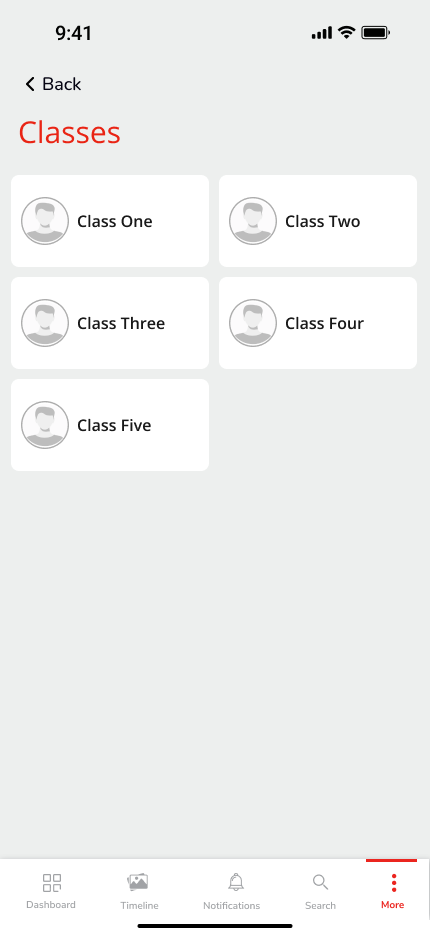 9:41
Back
Classes
Class One
Class Two
Class Three
Class Four
Class Five
Dashboard
Timeline
Notifications
Search
More